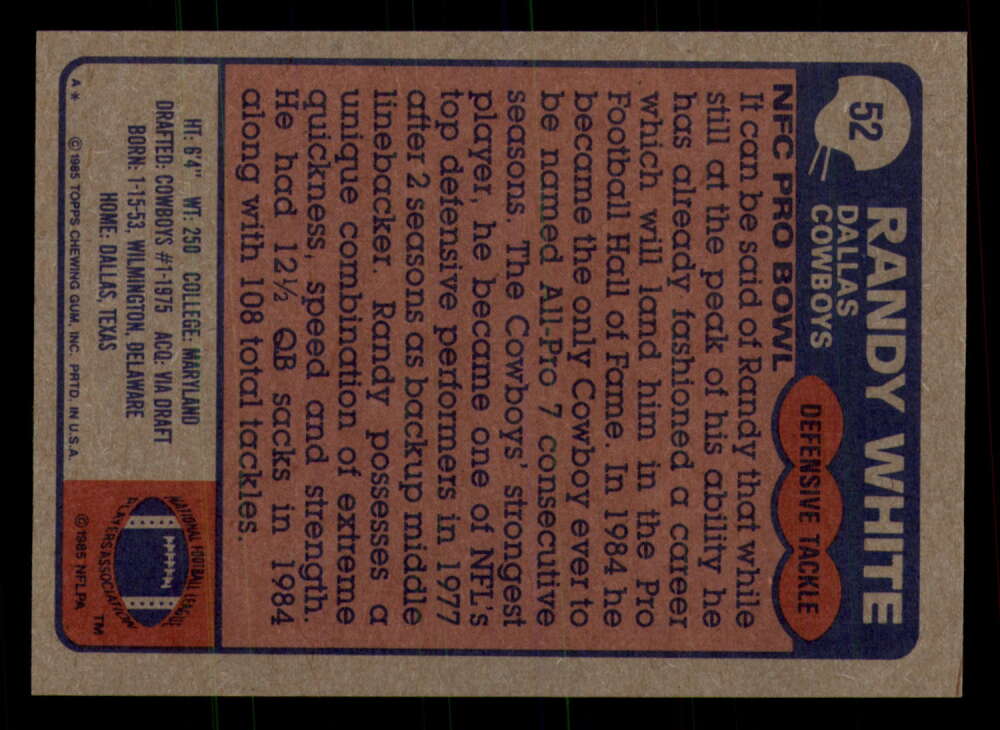 52
RANDY WHITE
DALLAS
COWBOYS
DEFENSIVE TACKLE
NFC PRO BOWL
It can be said of Randy that while
still at the peak of his ability he
has already fashioned a career
which will land him in the Pro
Football Hall of Fame. In 1984 he
became the only Cowboy ever to
be named All-Pro 7 consecutive
seasons. The Cowboys' strongest
player, he became one of NFL's
top defensive performers in 1977
after 2 seasons as backup middle
linebacker. Randy possesses a
unique combination of extreme
quickness, speed and strength.
He had 12½ QB sacks in 1984
along with 108 total tackles.
HT: 6'4" WT: 250 COLLEGE: MARYLAND
DRAFTED: COWBOYS #1-1975 ACQ: VIA DRAFT
BORN: 1-15-53, WILMINGTON, DELAWARE
HOME: DALLAS, TEXAS
A* © 1985 TOPPS CHEWING GUM, INC. PRTD. IN U.S.A.
NATIONAL FOOTBALL LEAGUE
PLAYERS ASSOCIATION
TM
© 1985 NFLPA